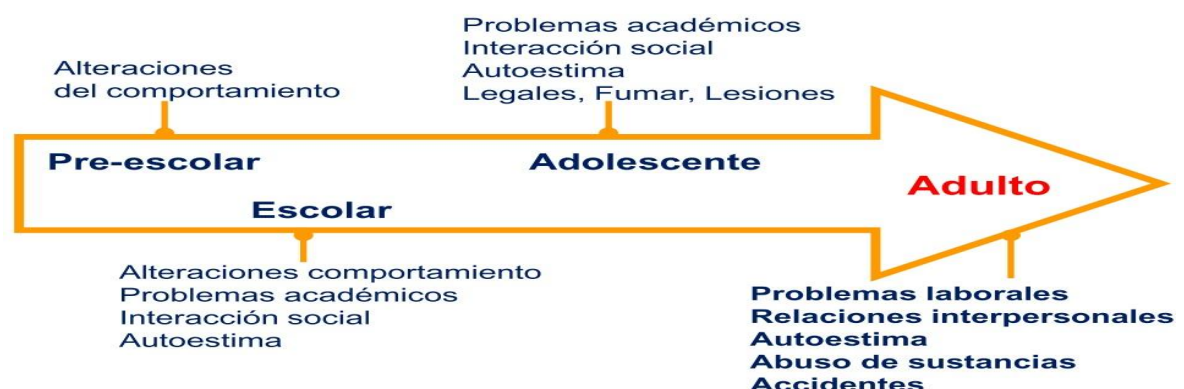 Alteraciones
del comportamiento
Problemas académicos
Interacción social
Autoestima
Legales, Fumar, Lesiones
Pre-escolar
Adolescente
Adulto
Escolar
Alteraciones comportamiento
Problemas académicos
Interacción social
Autoestima
Problemas laborales
Relaciones interpersonales
Autoestima
Abuso de sustancias
Accidentes